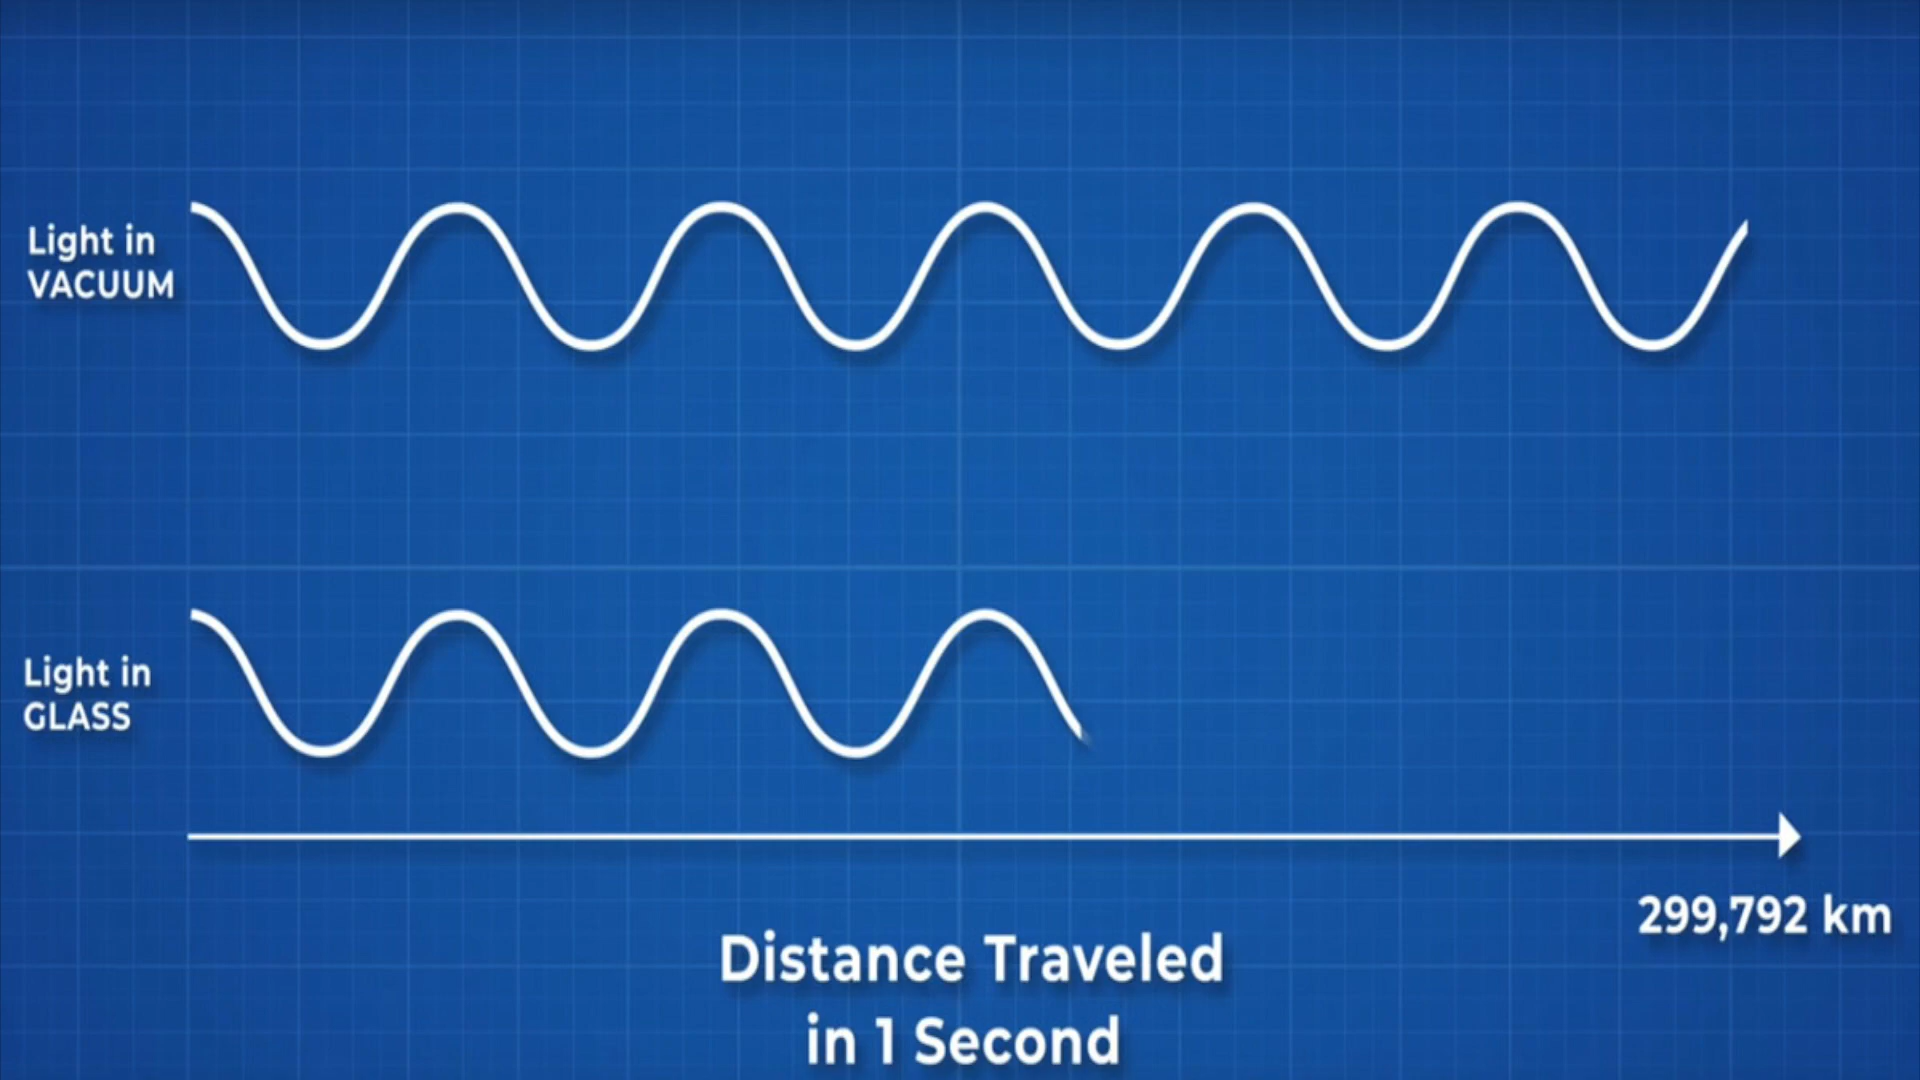 Light in
VACUUM
Light in
GLASS
299,792 km
Distance Traveled
in 1 Second